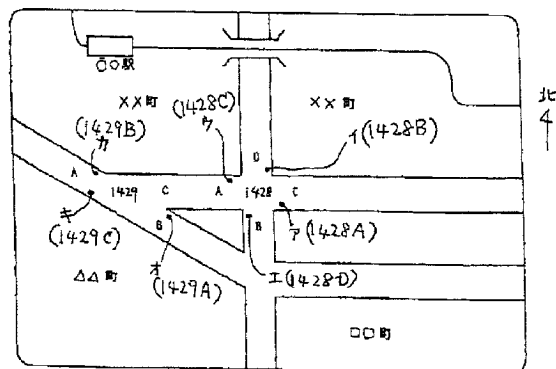 ○○駅
××町
××町
(1428C)
ウ
イ(1428B)
(1429B)
カ
北
4
D
A
1429
C
A
1428
C
キ
(1429C)
B
B
ア(1428A)
オ
(1429A)
エ(1428D)
△△町
□□町